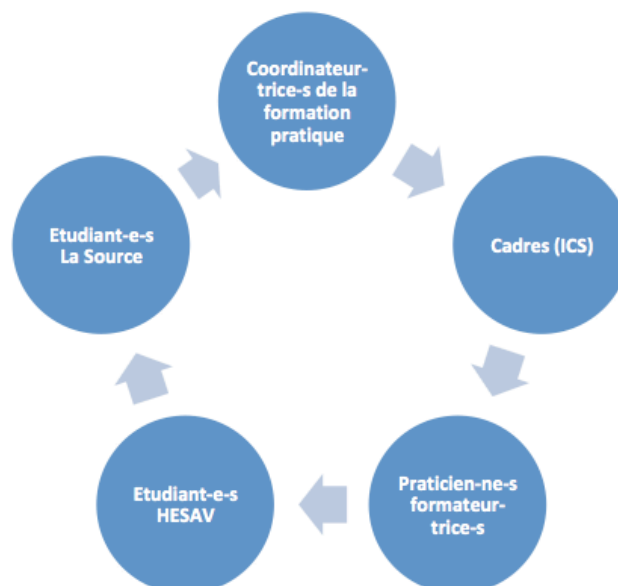 Coordinateur-
trice-s de la
formation
pratique
Cadres (ICS)
Praticien-ne-s
formateur-
trice-s
Etudiant-e-s
HESAV
Etudiant-e-s
La Source